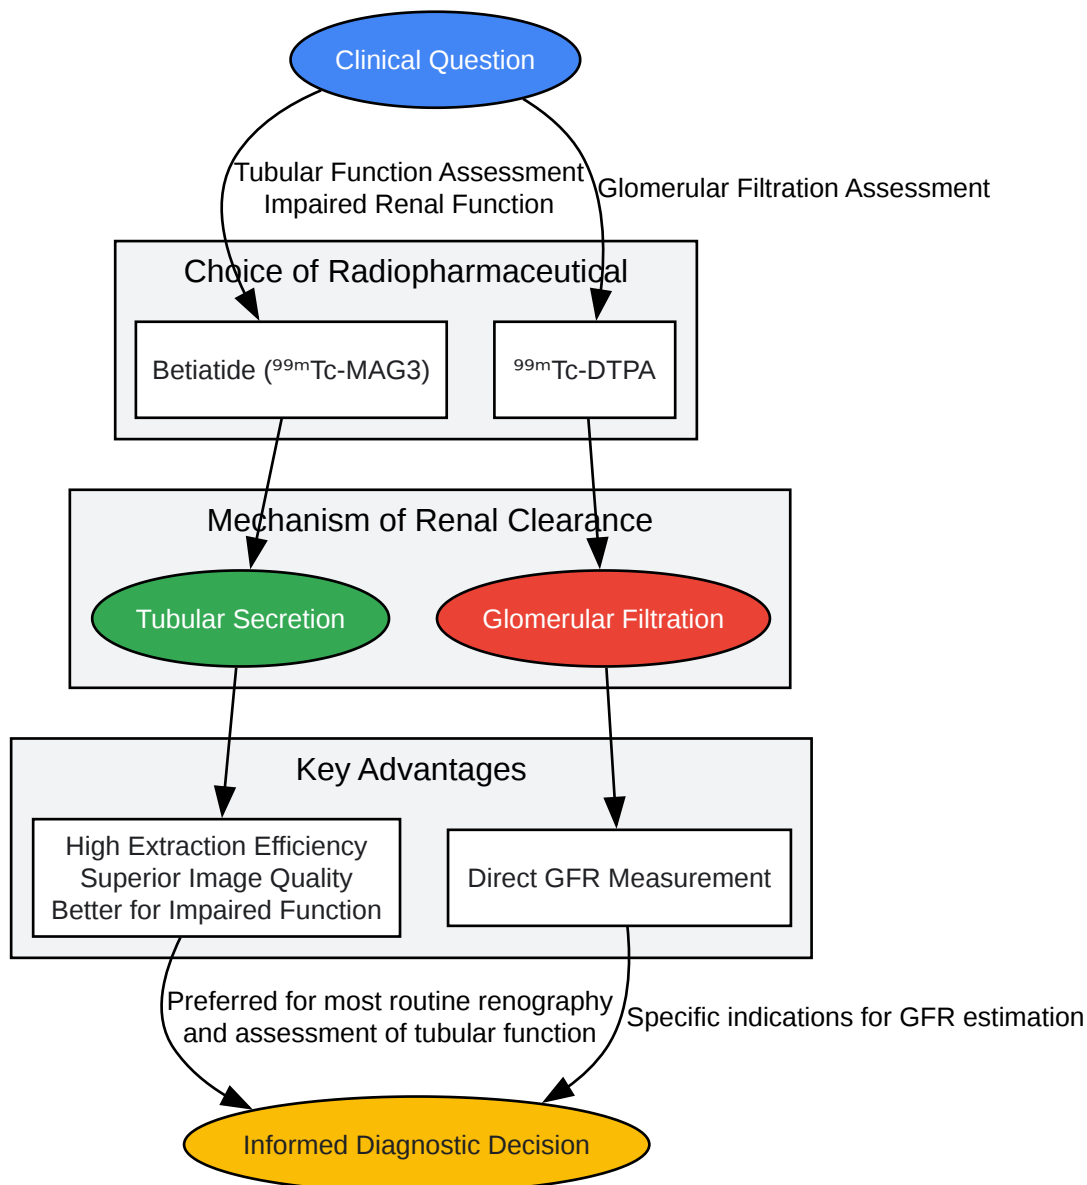 Clinical Question
Tubular Function Assessment
Impaired Renal Function
Glomerular Filtration Assessment
Choice of Radiopharmaceutical
Betiatide (⁹⁹ᵐTc-MAG3)
⁹⁹ᵐTc-DTPA
Mechanism of Renal Clearance
Tubular Secretion
Glomerular Filtration
Key Advantages
High Extraction Efficiency
Superior Image Quality
Better for Impaired Function
Direct GFR Measurement
Preferred for most routine renography
and assessment of tubular function
Specific indications for GFR estimation
Informed Diagnostic Decision